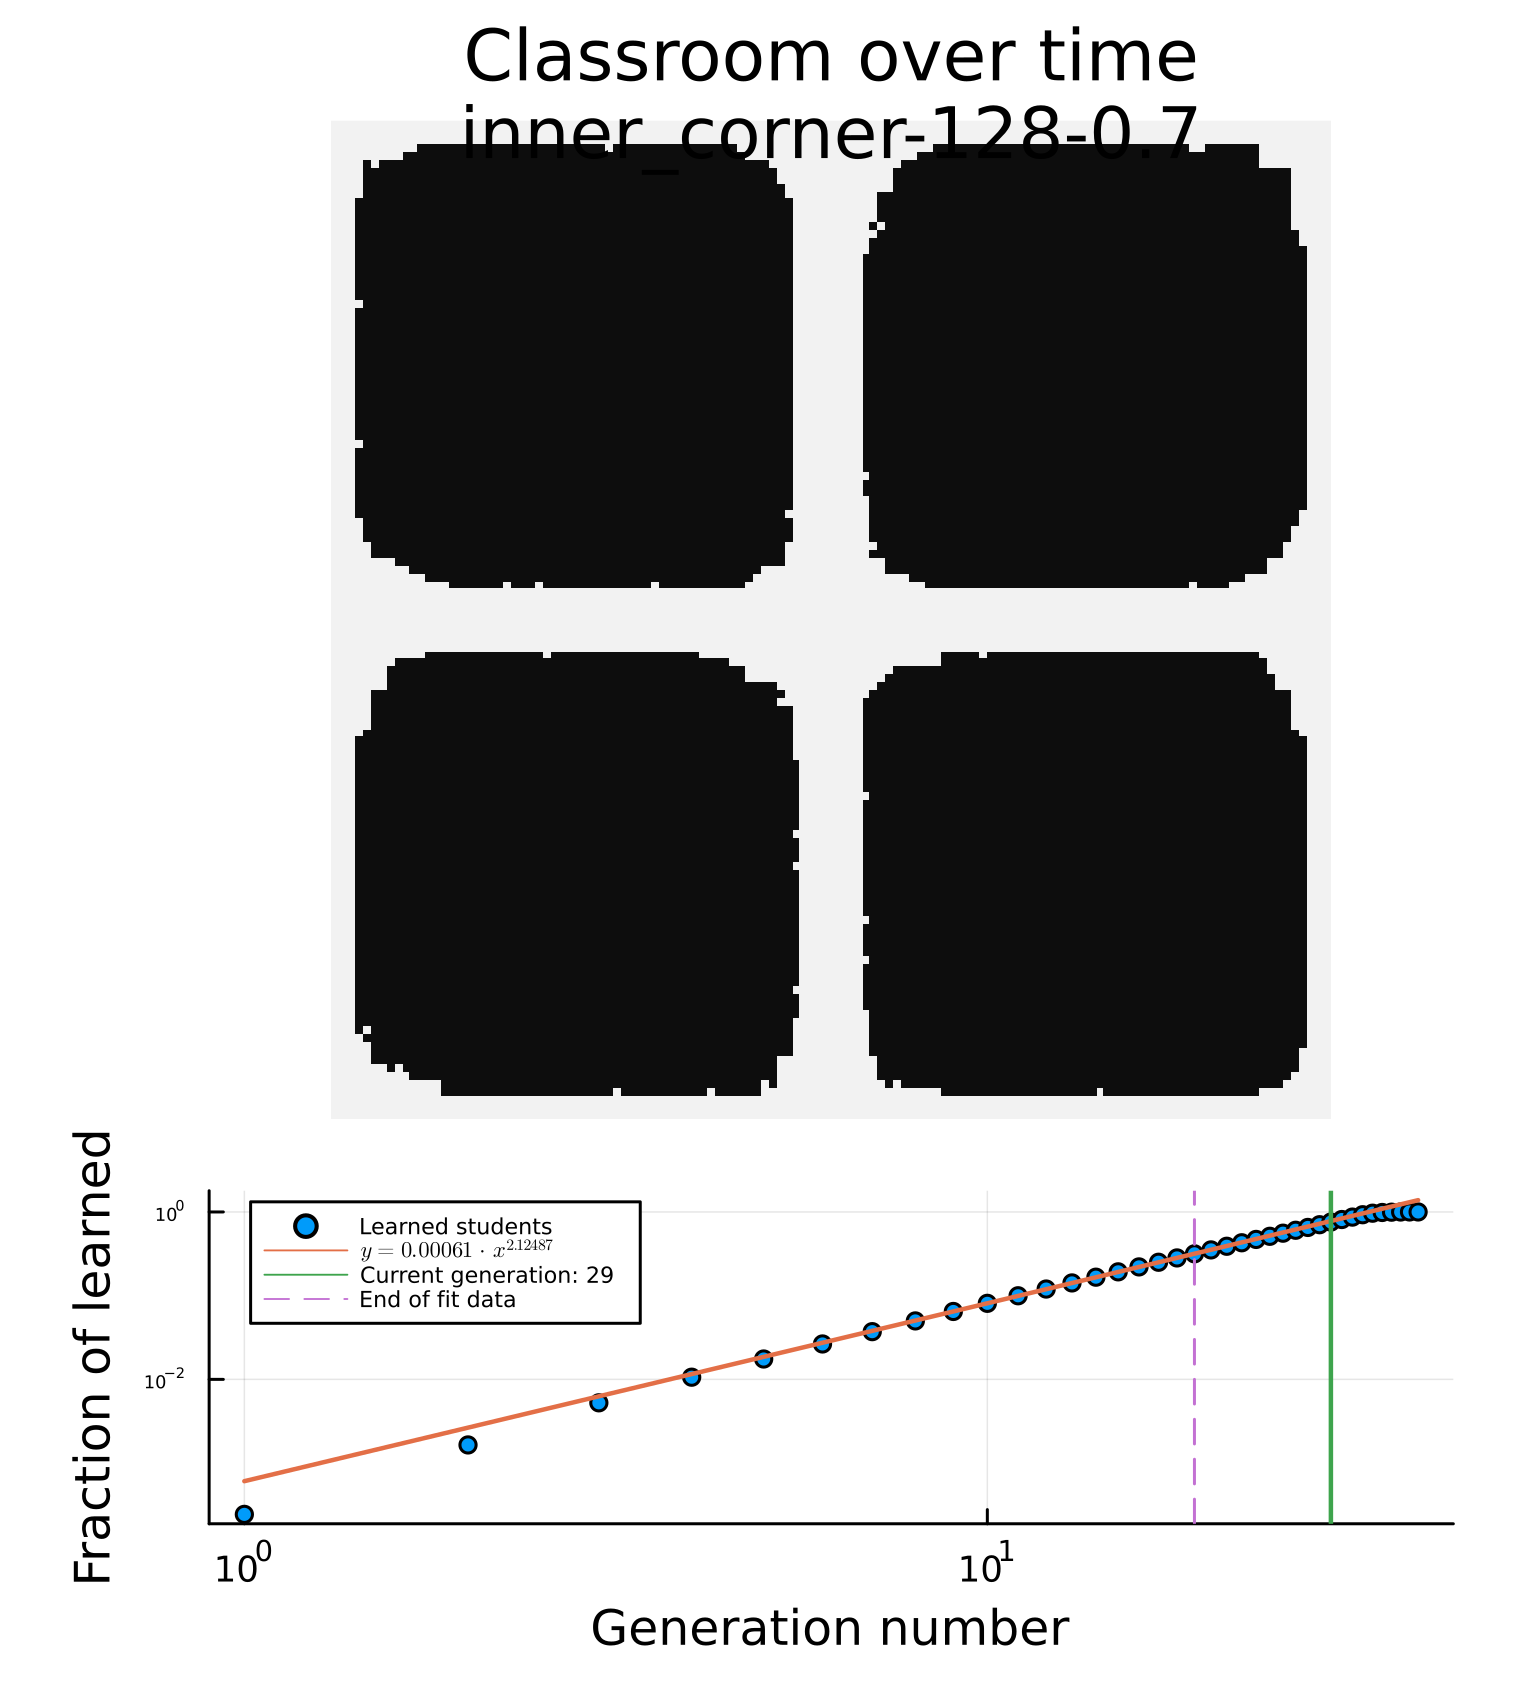 Classroom over time
inner_corner-128-0.7
Fraction of learned
10^0
10^-2
Learned students
y = 0.00061 · x^2.12487
Current generation: 29
End of fit data
10^0
10^1
Generation number